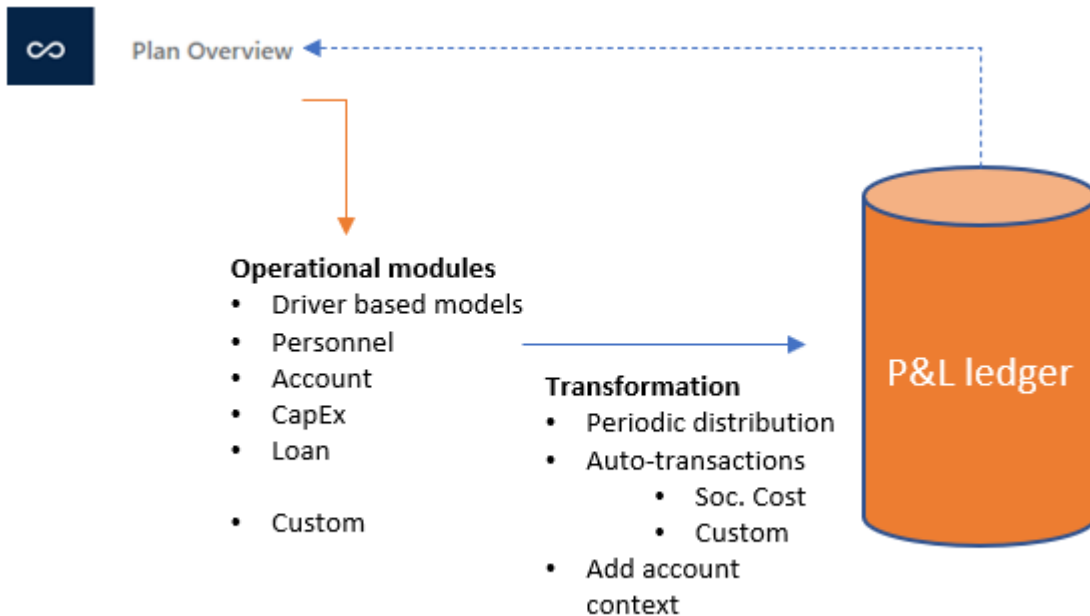 Plan Overview
Operational modules
• Driver based models
• Personnel
• Account
• CapEx
• Loan
• Custom
Transformation
• Periodic distribution
• Auto-transactions
• Soc. Cost
• Custom
• Add account
context
P&L ledger